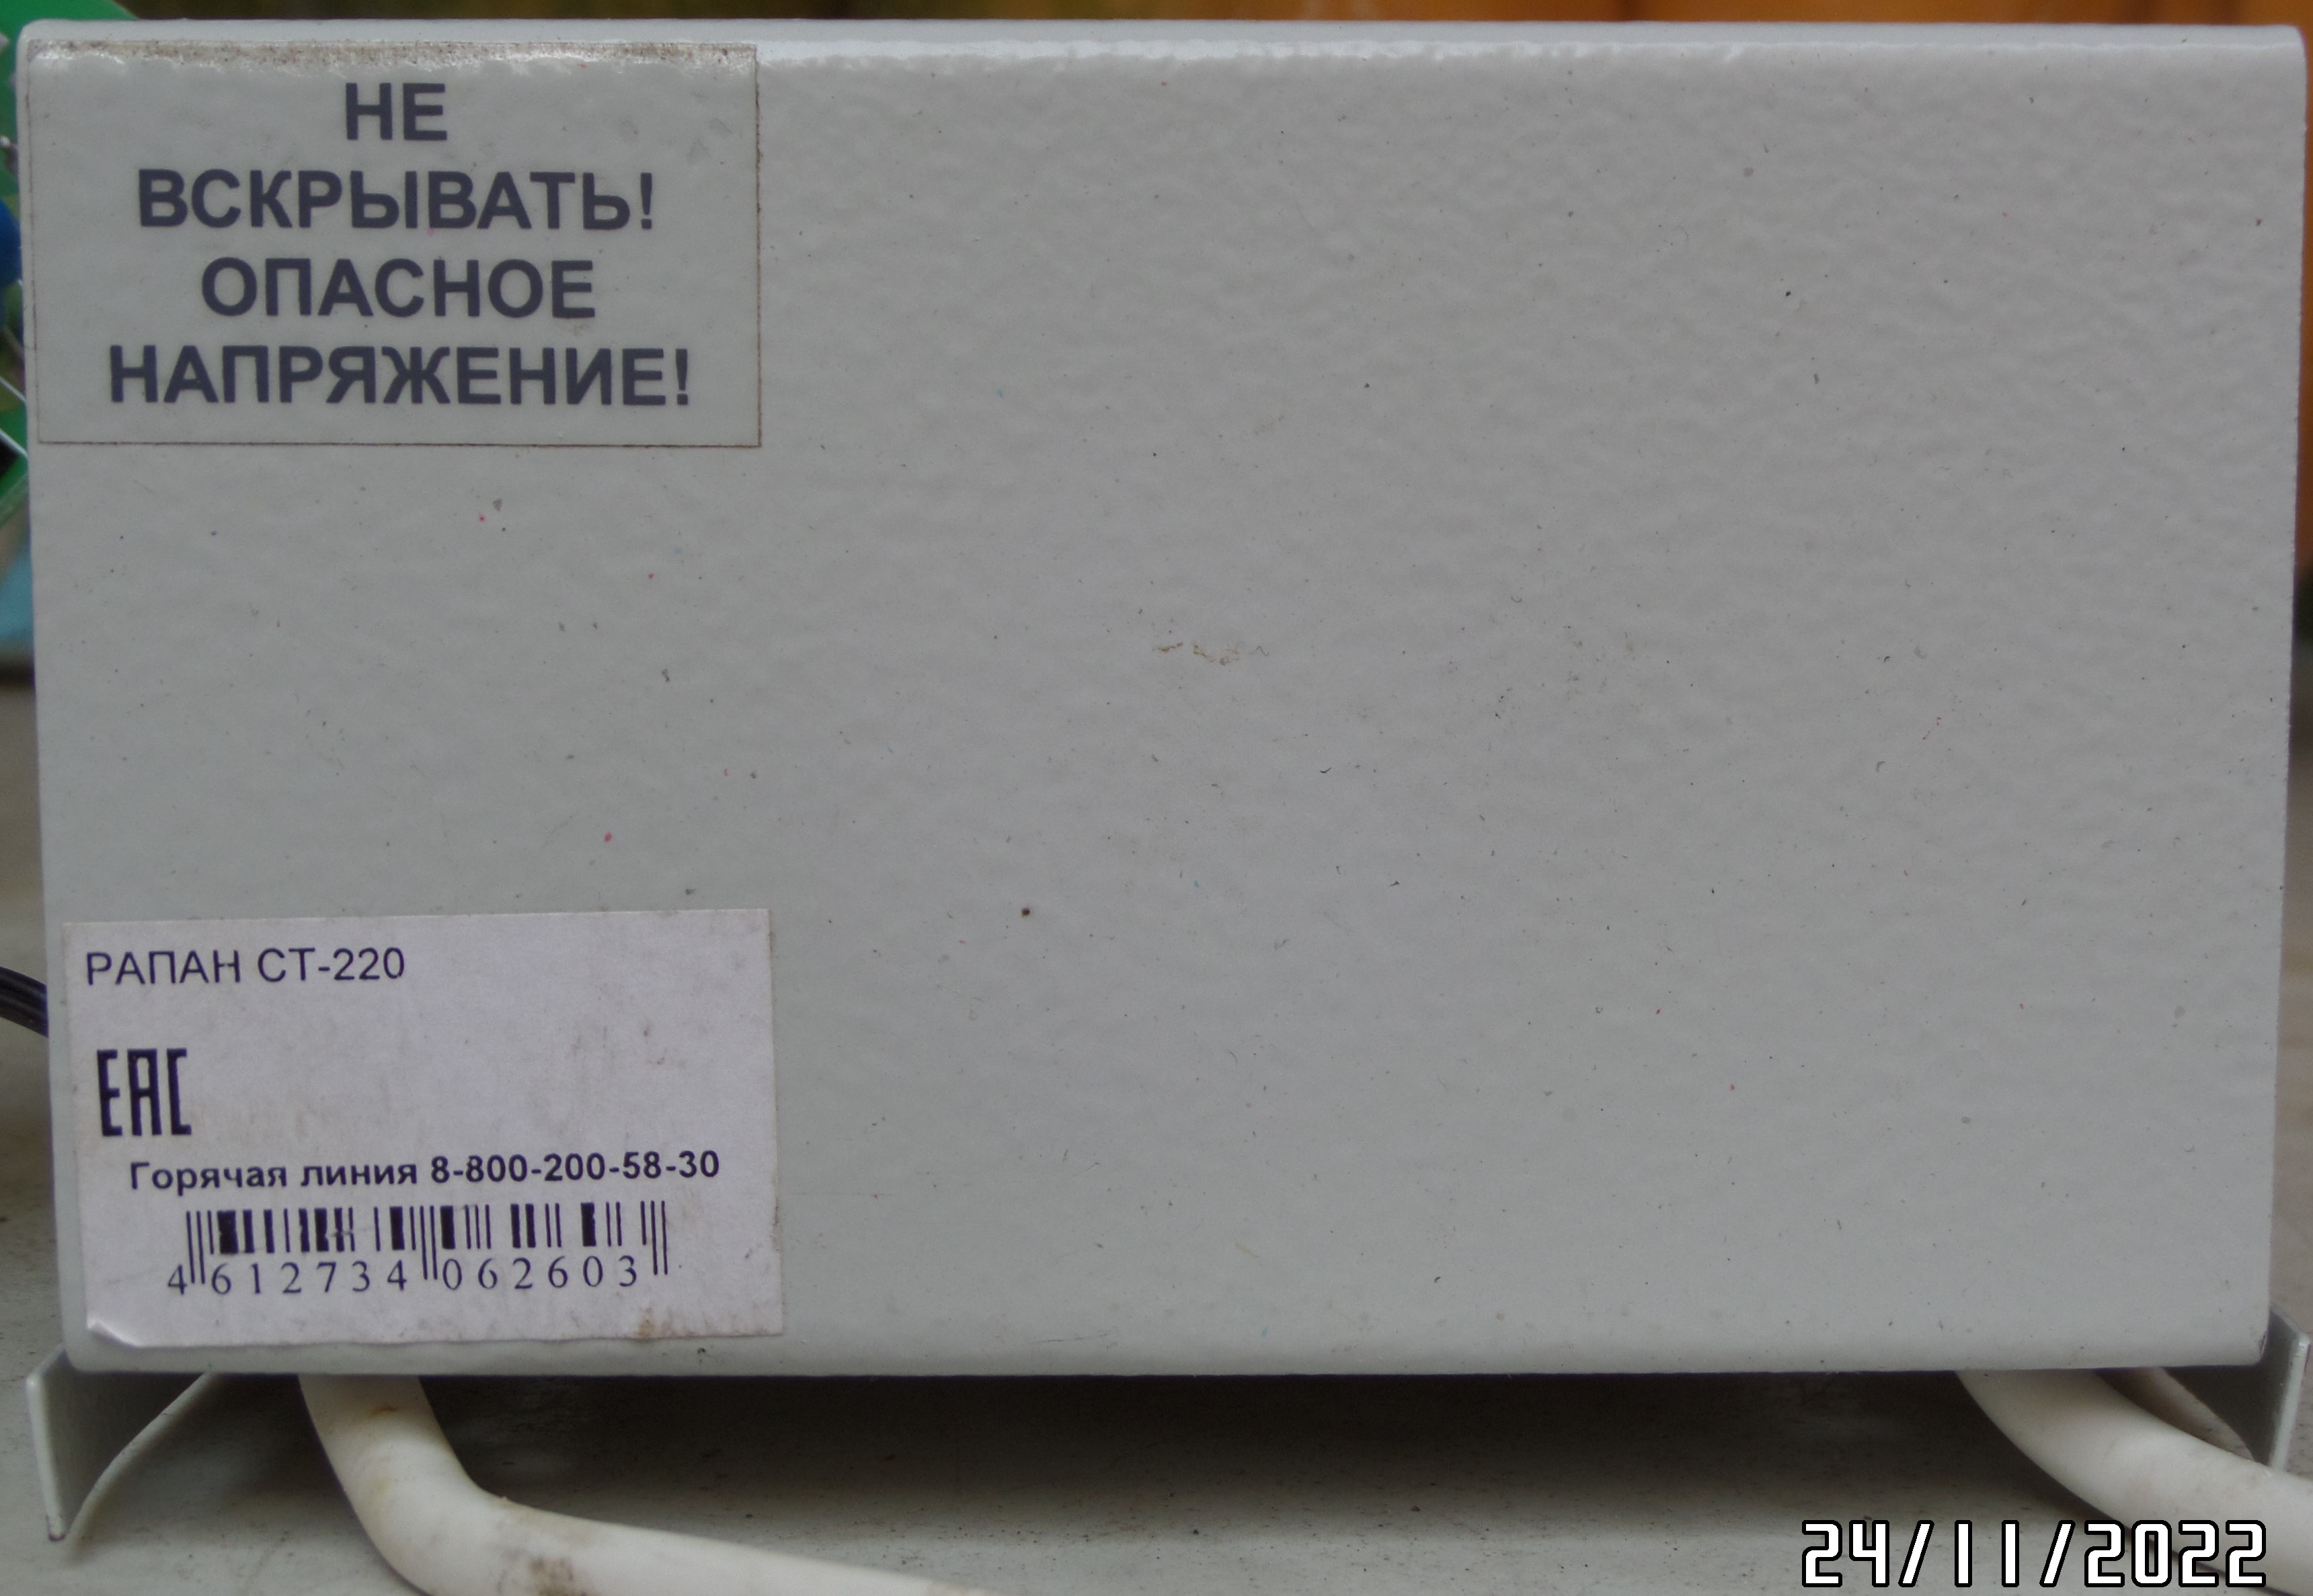 НЕ
ВСКРЫВАТЬ!
ОПАСНОЕ
НАПРЯЖЕНИЕ!
РАПАН СТ-220
EAC
Горячая линия 8-800-200-58-30
4 612734 062603
24/11/2022